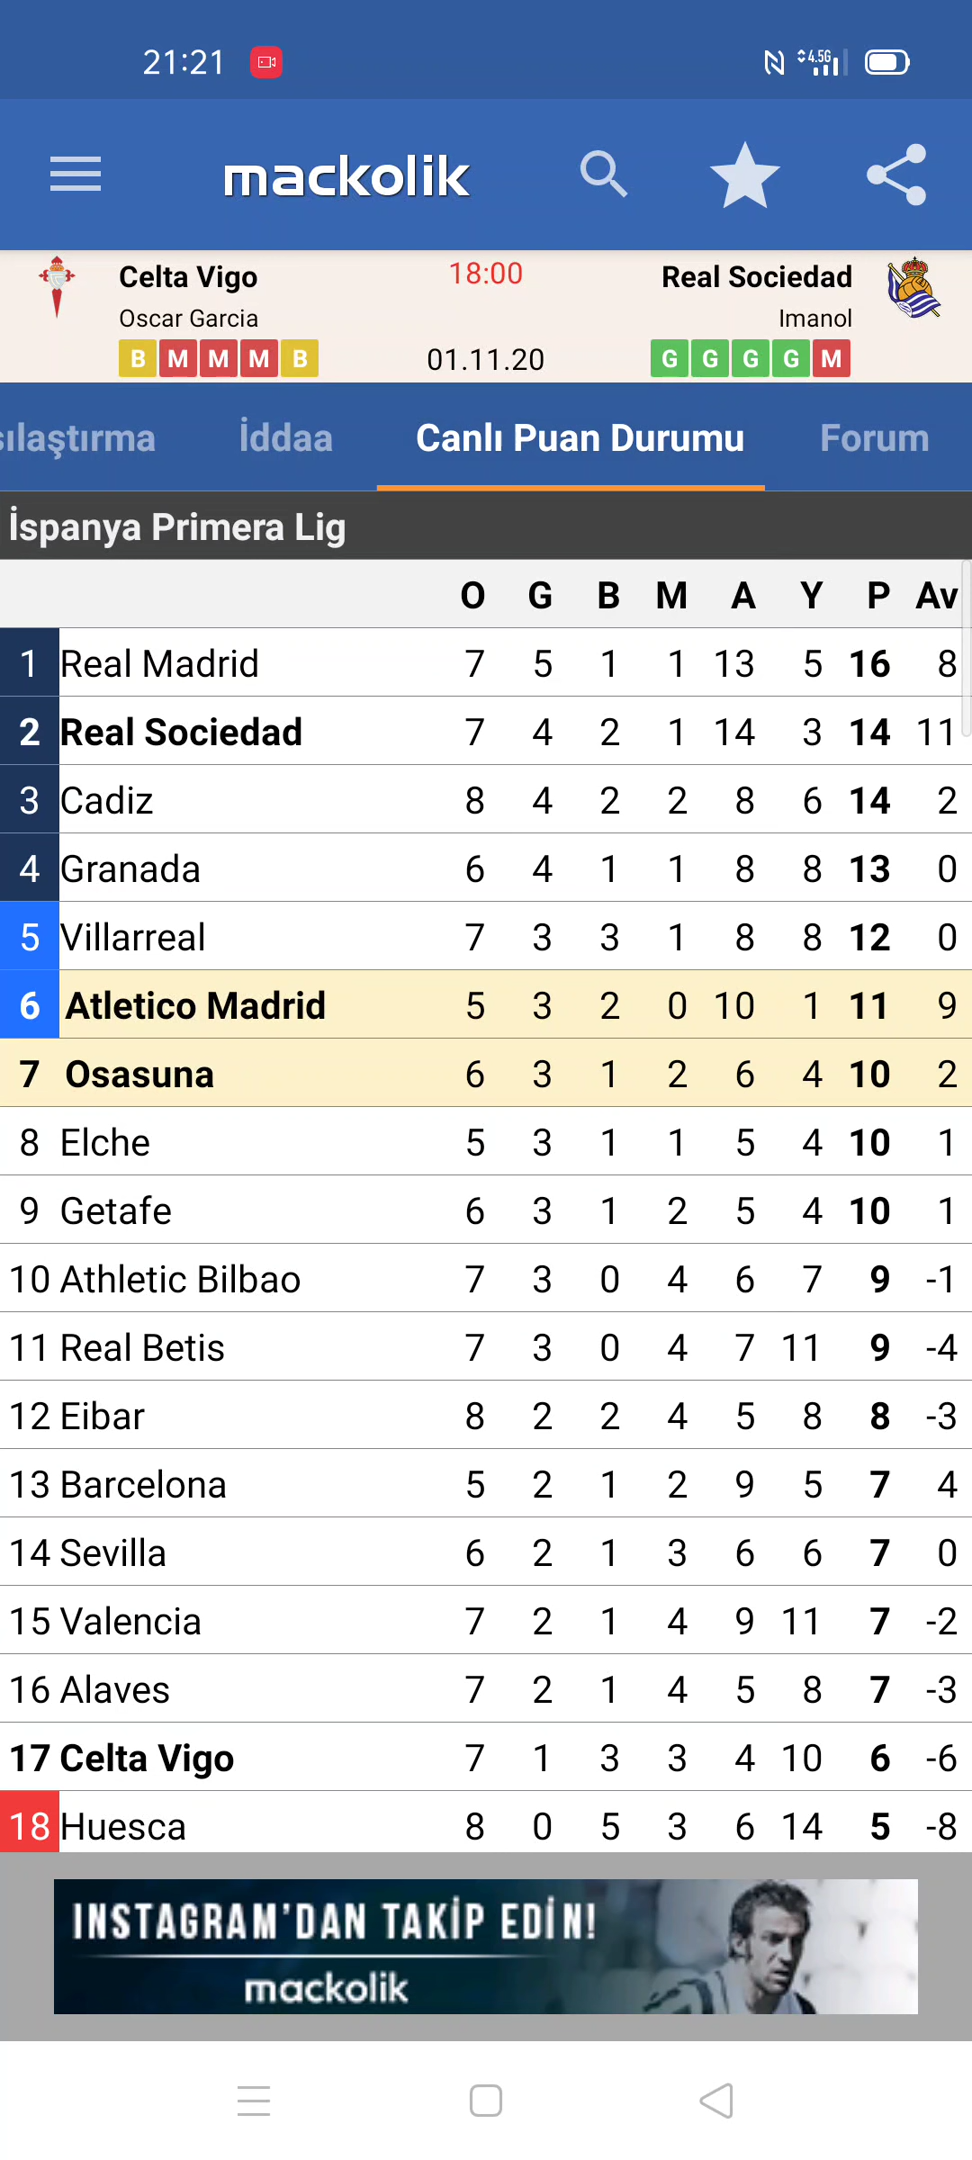 21:21 4.5G
mackolik
Celta Vigo 18:00 Real Sociedad
Oscar Garcia Imanol
B M M M B 01.11.20 G G G G M
şılaştırma İddaa Canlı Puan Durumu Forum
İspanya Primera Lig
O G B M A Y P Av
1 Real Madrid 7 5 1 1 13 5 16 8
2 Real Sociedad 7 4 2 1 14 3 14 11
3 Cadiz 8 4 2 2 8 6 14 2
4 Granada 6 4 1 1 8 8 13 0
5 Villarreal 7 3 3 1 8 8 12 0
6 Atletico Madrid 5 3 2 0 10 1 11 9
7 Osasuna 6 3 1 2 6 4 10 2
8 Elche 5 3 1 1 5 4 10 1
9 Getafe 6 3 1 2 5 4 10 1
10 Athletic Bilbao 7 3 0 4 6 7 9 -1
11 Real Betis 7 3 0 4 7 11 9 -4
12 Eibar 8 2 2 4 5 8 8 -3
13 Barcelona 5 2 1 2 9 5 7 4
14 Sevilla 6 2 1 3 6 6 7 0
15 Valencia 7 2 1 4 9 11 7 -2
16 Alaves 7 2 1 4 5 8 7 -3
17 Celta Vigo 7 1 3 3 4 10 6 -6
18 Huesca 8 0 5 3 6 14 5 -8
INSTAGRAM'DAN TAKİP EDİN!
mackolik